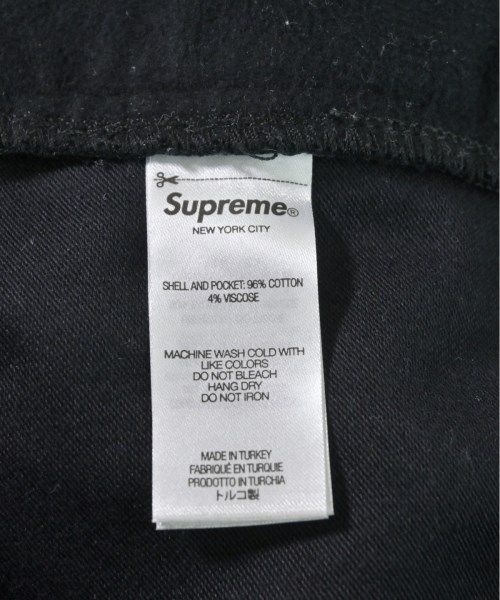 Supreme®
NEW YORK CITY
SHELL AND POCKET: 96% COTTON
4% VISCOSE
MACHINE WASH COLD WITH
LIKE COLORS
DO NOT BLEACH
HANG DRY
DO NOT IRON
MADE IN TURKEY
FABRIQUÉ EN TURQUIE
PRODOTTO IN TURCHIA
トルコ製